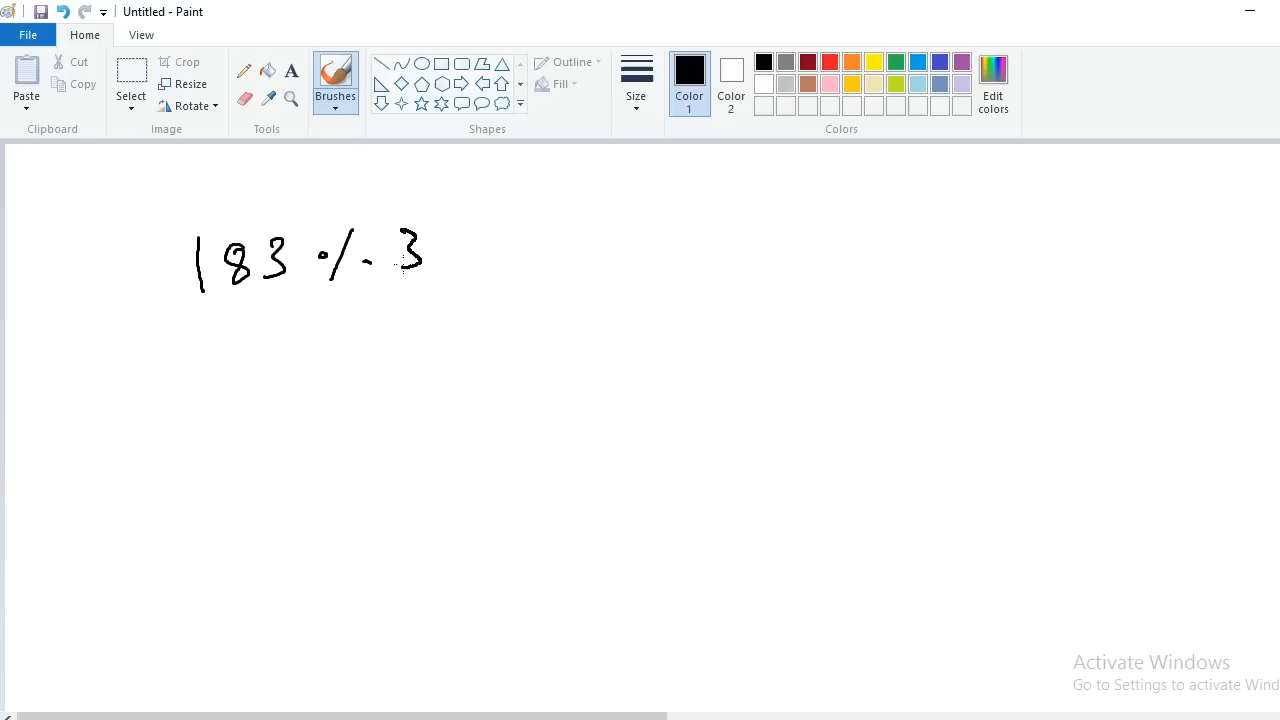 Untitled - Paint
File Home View
Paste Cut Copy Select Crop Resize Rotate Brushes Outline Fill Size Color 1 Color 2 Edit colors
Clipboard Image Tools Shapes Colors
183 % 3
Activate Windows
Go to Settings to activate Wind